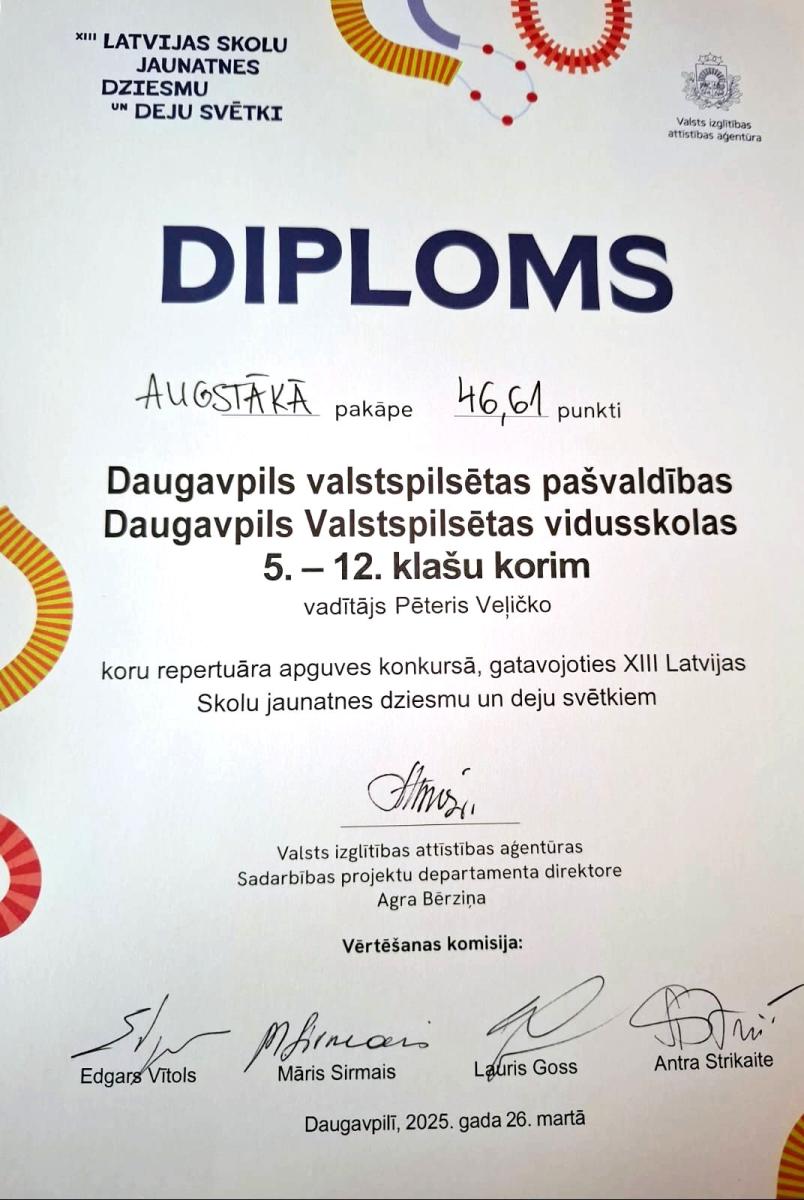 XIII LATVIJAS SKOLU
JAUNATNES
DZIESMU
UN DEJU SVĒTKI
Valsts izglītības
attīstības aģentūra
DIPLOMS
AUGSTĀKĀ pakāpe 46,61 punkti
Daugavpils valstspilsētas pašvaldības
Daugavpils Valstspilsētas vidusskolas
5. – 12. klašu korim
vadītājs Pēteris Veļičko
koru repertuāra apguves konkursā, gatavojoties XIII Latvijas
Skolu jaunatnes dziesmu un deju svētkiem
Valsts izglītības attīstības aģentūras
Sadarbības projektu departamenta direktore
Agra Bērziņa
Vērtēšanas komisija:
Edgars Vītols Māris Sirmais Lauris Goss Antra Strikaite
Daugavpilī, 2025. gada 26. martā